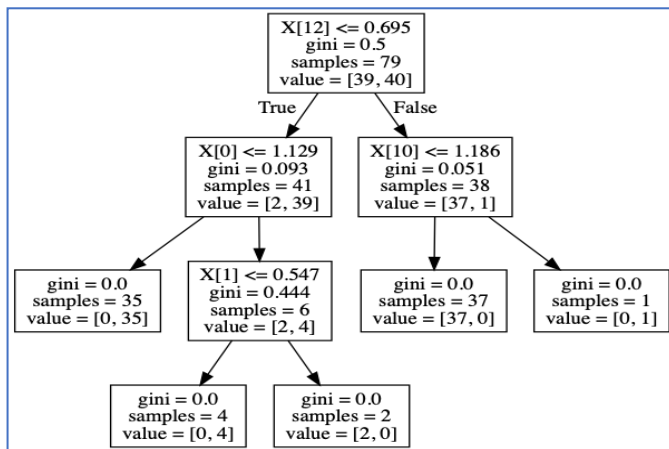 X[12] <= 0.695
gini = 0.5
samples = 79
value = [39, 40]
True
False
X[0] <= 1.129
gini = 0.093
samples = 41
value = [2, 39]
X[10] <= 1.186
gini = 0.051
samples = 38
value = [37, 1]
gini = 0.0
samples = 35
value = [0, 35]
X[1] <= 0.547
gini = 0.444
samples = 6
value = [2, 4]
gini = 0.0
samples = 37
value = [37, 0]
gini = 0.0
samples = 1
value = [0, 1]
gini = 0.0
samples = 4
value = [0, 4]
gini = 0.0
samples = 2
value = [2, 0]